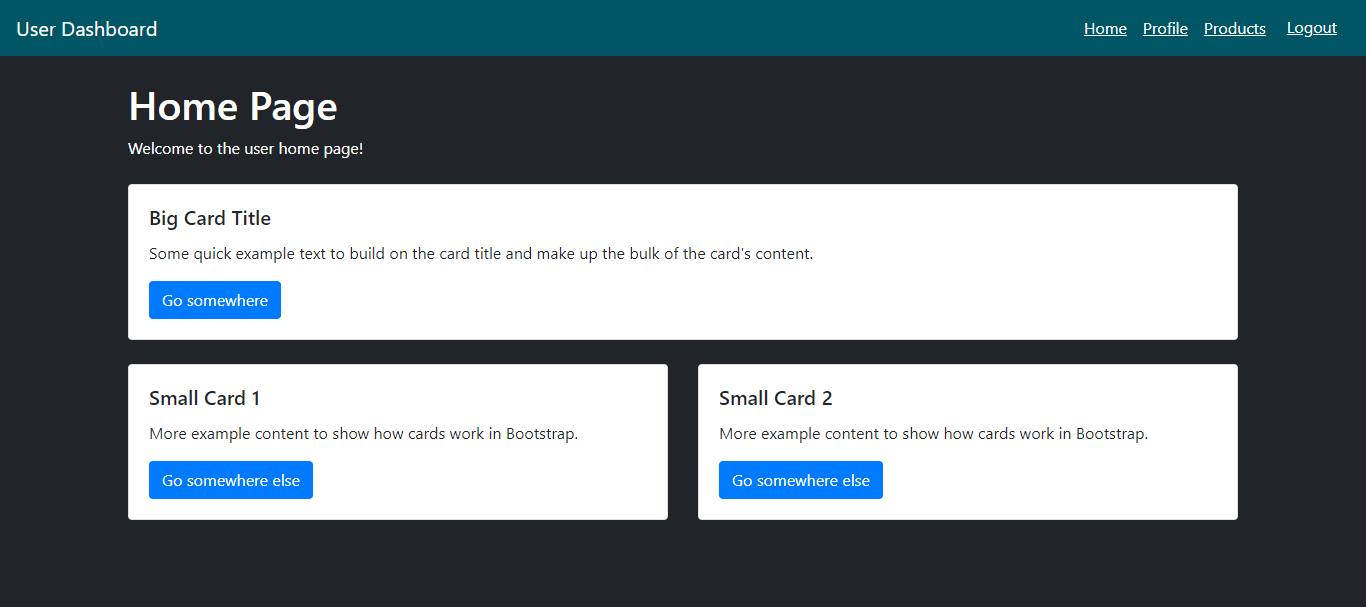 User Dashboard
Home Profile Products Logout
Home Page
Welcome to the user home page!
Big Card Title
Some quick example text to build on the card title and make up the bulk of the card's content.
Go somewhere
Small Card 1
More example content to show how cards work in Bootstrap.
Go somewhere else
Small Card 2
More example content to show how cards work in Bootstrap.
Go somewhere else